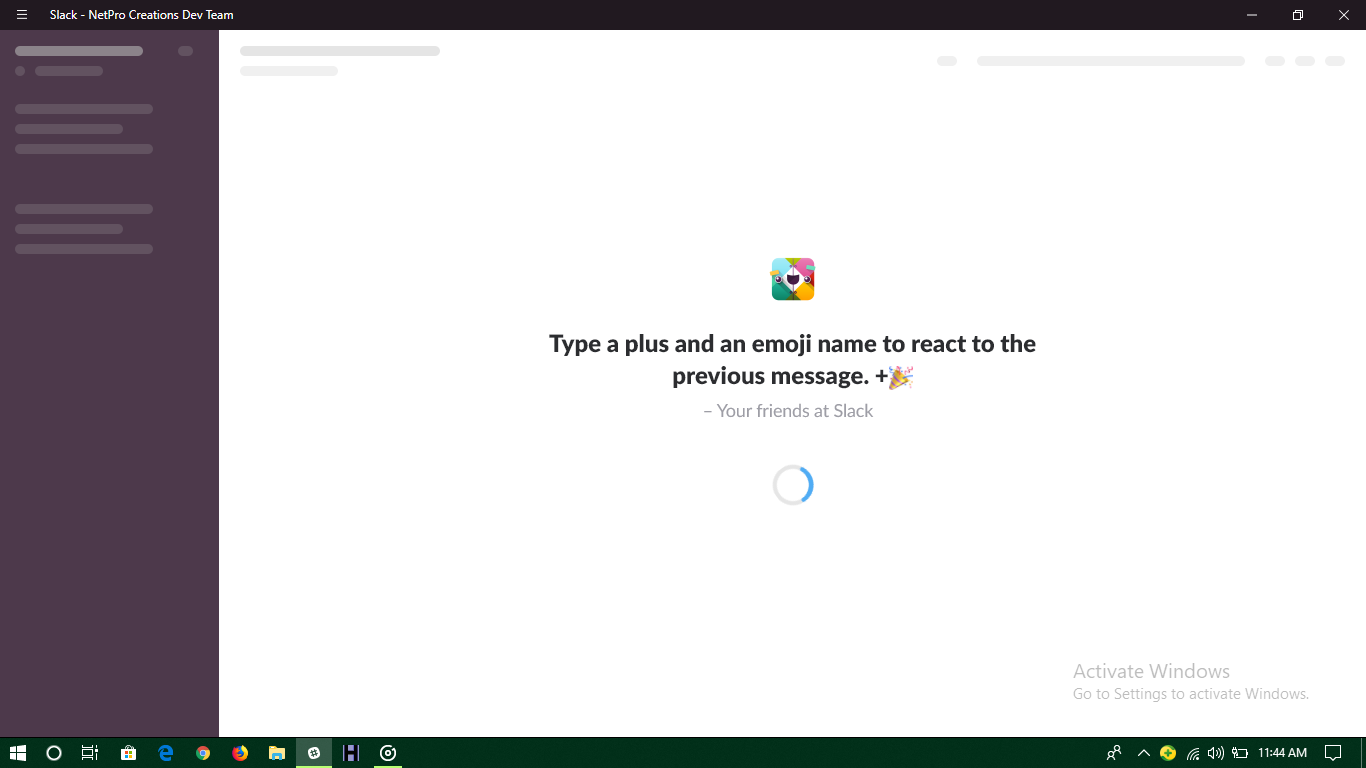 Slack - NetPro Creations Dev Team
Type a plus and an emoji name to react to the
previous message. +🎉
– Your friends at Slack
Activate Windows
Go to Settings to activate Windows.
11:44 AM